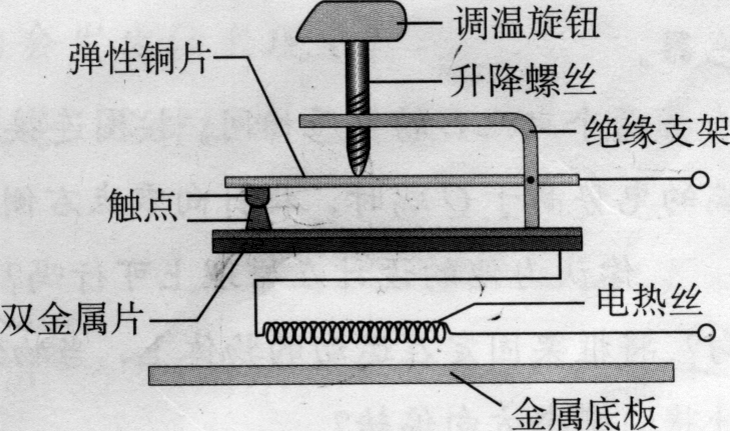 调温旋钮
弹性铜片
升降螺丝
绝缘支架
触点
双金属片
电热丝
金属底板